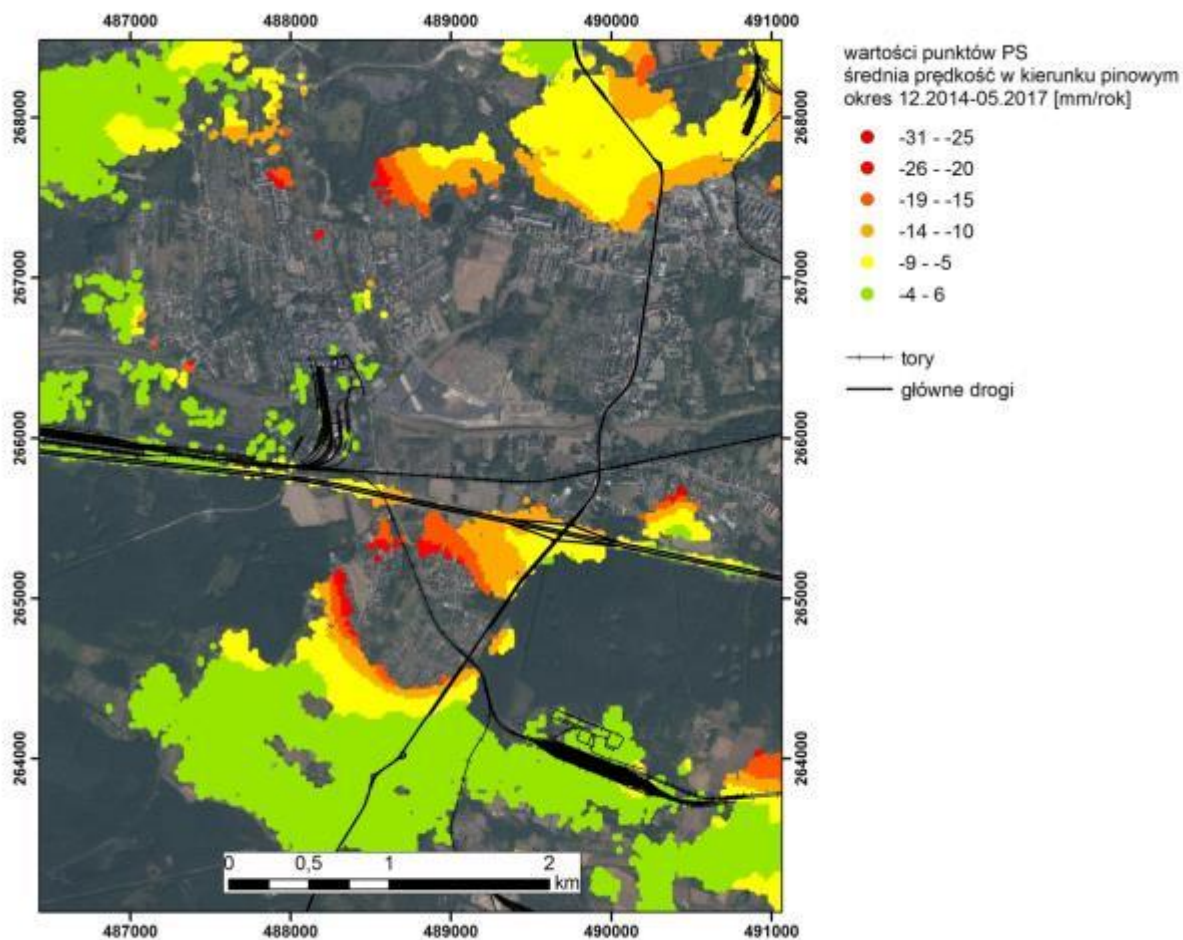 487000 488000 489000 490000 491000
268000
267000
266000
265000
264000
268000
267000
266000
265000
264000
0 0,5 1 2
km
487000 488000 489000 490000 491000
wartości punktów PS
średnia prędkość w kierunku pinowym
okres 12.2014-05.2017 [mm/rok]
-31 - -25
-26 - -20
-19 - -15
-14 - -10
-9 - -5
-4 - 6
tory
główne drogi